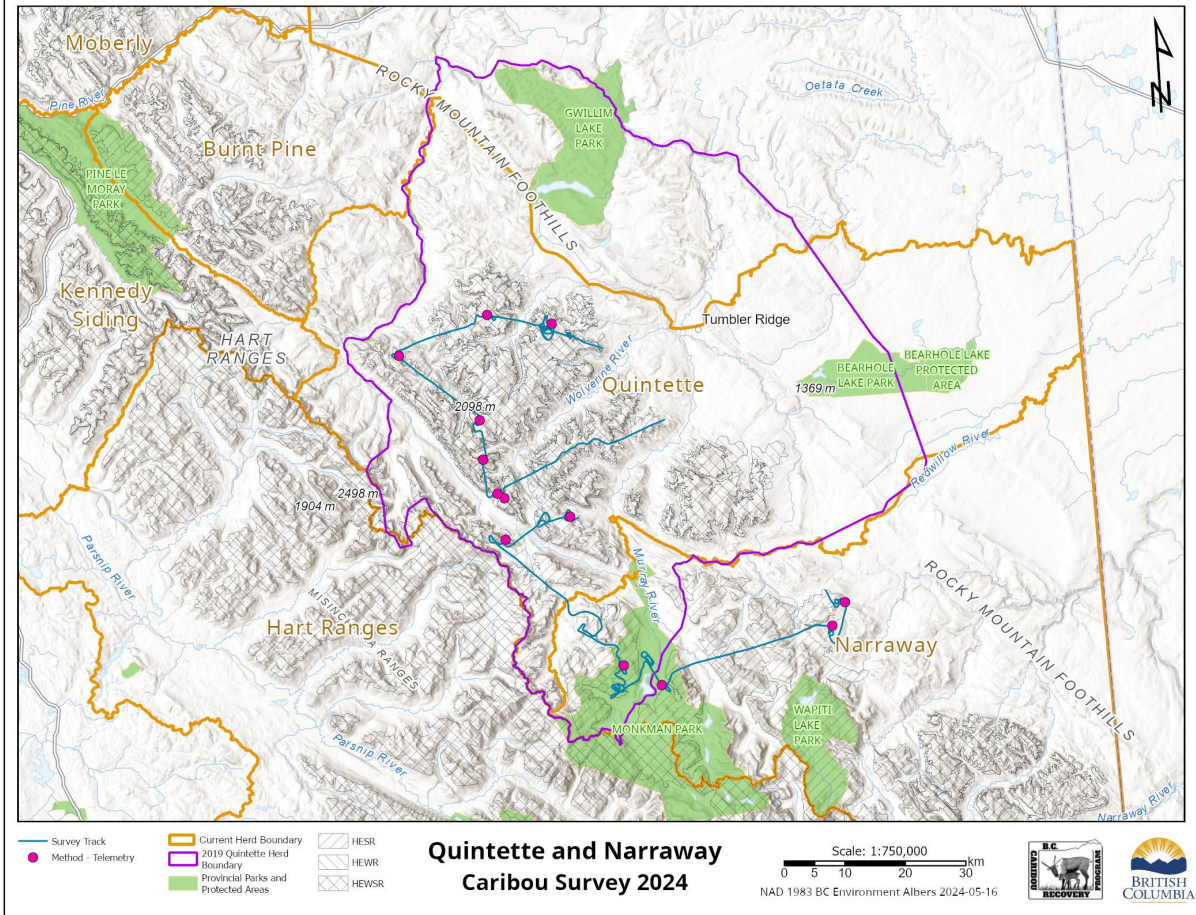 Moberly
Pine River
Burnt Pine
PINE LE
MORAY
PARK
Kennedy
Siding
HART
RANGES
ROCKY MOUNTAIN FOOTHILLS
GWILLIM
LAKE
PARK
Oetata Creek
N
Tumbler Ridge
Wolverine River
Quintette
BEARHOLE
LAKE PARK
BEARHOLE LAKE
PROTECTED
AREA
1369 m
2098 m
Redwillow River
2498 m
1904 m
Parsnip River
Murray River
MISINCHINKA RANGES
Hart Ranges
Narraway
ROCKY MOUNTAIN FOOTHILLS
MONKMAN PARK
WAPITI
LAKE
PARK
Parsnip River
Narraway River
Survey Track
Method - Telemetry
Current Herd Boundary
2019 Quintette Herd
Boundary
Provincial Parks and
Protected Areas
HESR
HEWR
HEWSR
Quintette and Narraway
Caribou Survey 2024
Scale: 1:750,000
0 5 10 20 30 km
NAD 1983 BC Environment Albers 2024-05-16
B.C.
CARIBOU
RECOVERY
PROGRAM
BRITISH
COLUMBIA